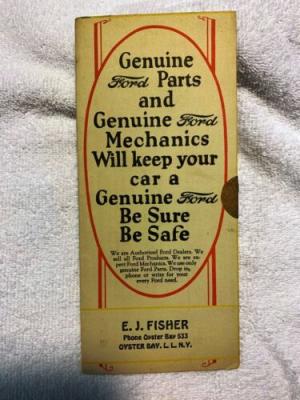 Genuine
Ford Parts
and
Genuine Ford
Mechanics
Will keep your
car a
Genuine Ford
Be Sure
Be Safe
We are Authorized Ford Dealers. We
sell all Ford Products. We are ex-
pert Ford Mechanics. We use only
genuine Ford Parts. Drop in,
phone or write for your
every Ford need.
E. J. FISHER
Phone Oyster Bay 533
OYSTER BAY, L. L. N.Y.